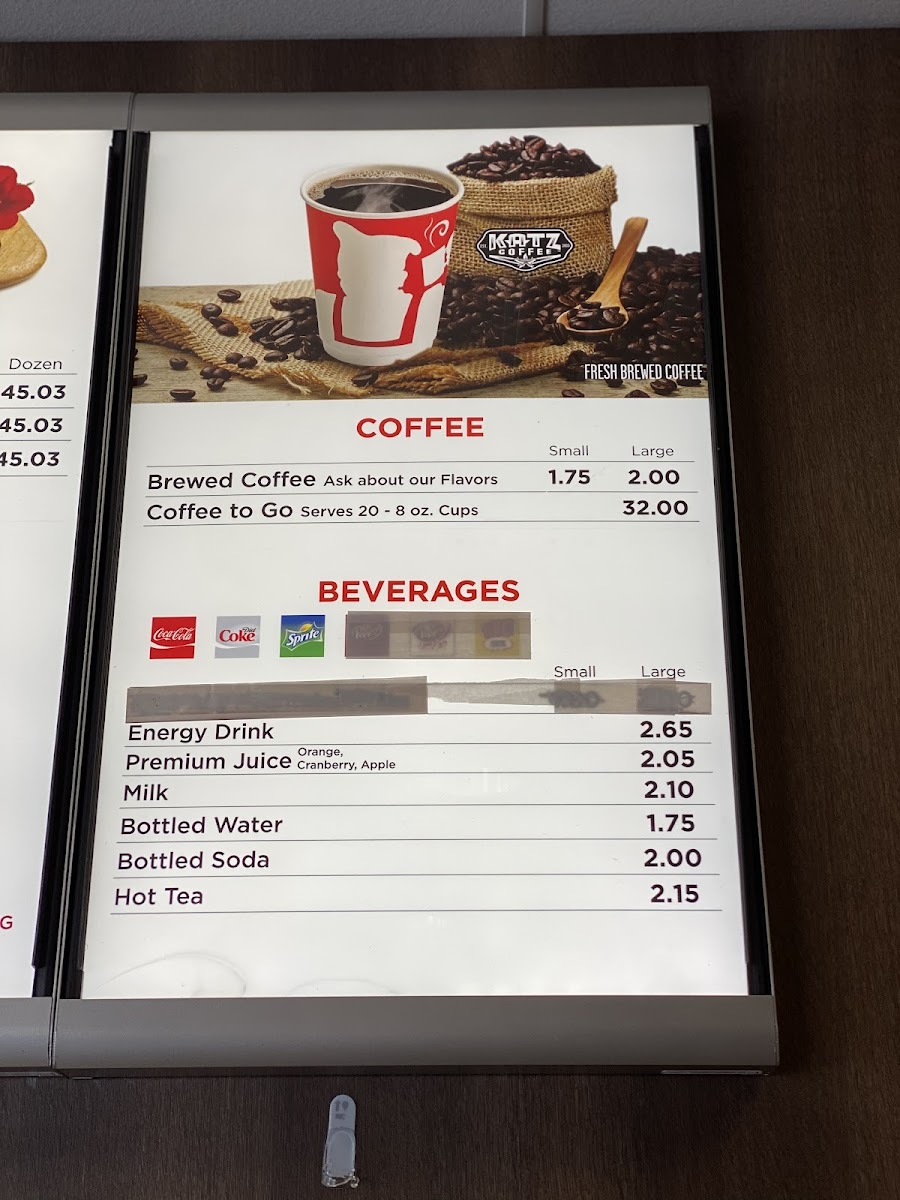 Dozen
45.03
45.03
45.03
G
KATZ
COFFEE
"FRESH BREWED COFFEE"
COFFEE
Small Large
Brewed Coffee Ask about our Flavors 1.75 2.00
Coffee to Go Serves 20 - 8 oz. Cups 32.00
BEVERAGES
Coca-Cola Diet Coke Sprite
Small Large
Energy Drink 2.65
Premium Juice Orange, Cranberry, Apple 2.05
Milk 2.10
Bottled Water 1.75
Bottled Soda 2.00
Hot Tea 2.15